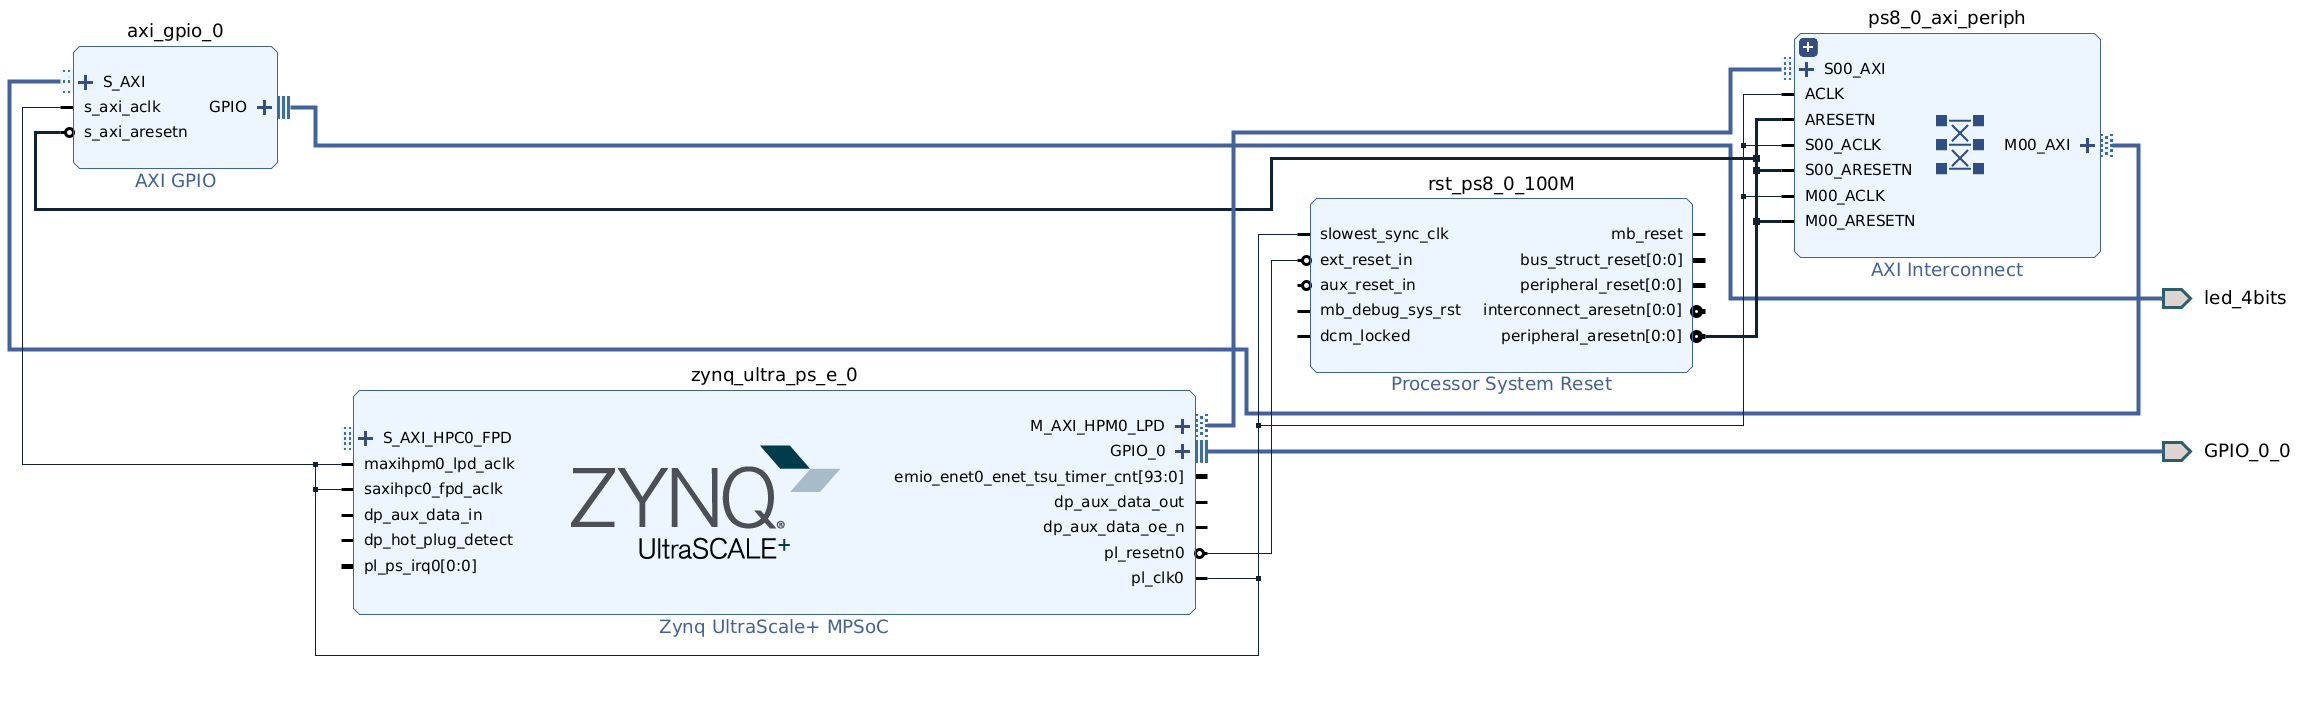 axi_gpio_0
S_AXI
s_axi_aclk
GPIO
s_axi_aresetn
AXI GPIO
ps8_0_axi_periph
S00_AXI
ACLK
ARESETN
S00_ACLK
M00_AXI
S00_ARESETN
M00_ACLK
M00_ARESETN
AXI Interconnect
rst_ps8_0_100M
slowest_sync_clk
mb_reset
ext_reset_in
bus_struct_reset[0:0]
aux_reset_in
peripheral_reset[0:0]
mb_debug_sys_rst
interconnect_aresetn[0:0]
dcm_locked
peripheral_aresetn[0:0]
Processor System Reset
led_4bits
zynq_ultra_ps_e_0
M_AXI_HPM0_LPD
S_AXI_HPC0_FPD
GPIO_0
maxihpm0_lpd_aclk
emio_enet0_enet_tsu_timer_cnt[93:0]
saxihpc0_fpd_aclk
dp_aux_data_out
dp_aux_data_in
dp_aux_data_oe_n
dp_hot_plug_detect
pl_resetn0
pl_ps_irq0[0:0]
pl_clk0
ZYNQ®
UltraSCALE+
Zynq UltraScale+ MPSoC
GPIO_0_0